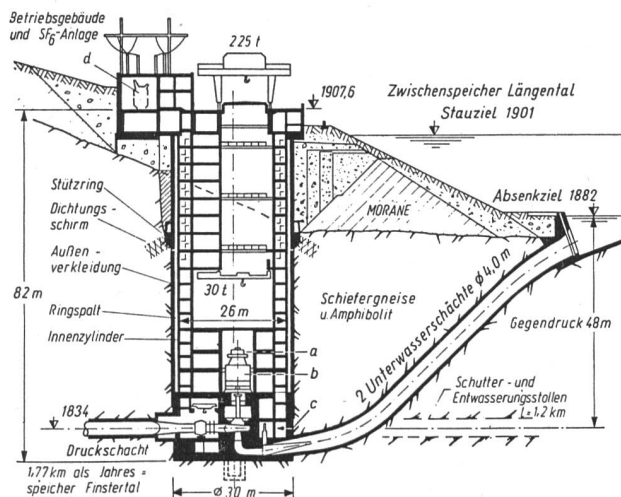 Betriebsgebäude
und SF6-Anlage
d
225 t
1907,6
Zwischenspeicher Längental
Stauziel 1901
Absenkziel 1882
Stützring
Dichtungs-
schirm
MORÄNE
Außen-
verkleidung
82 m
30 t
26 m
Ringspalt
Innenzylinder
Schiefergneise
u. Amphibolit
2 Unterwasserschächte ⌀ 4,0 m
Gegendruck 48 m
a
b
c
Schutter- und
Entwässerungsstollen
L=1,2 km
1834
Druckschacht
1,77 km als Jahres=
speicher Finstertal
⌀ 30 m